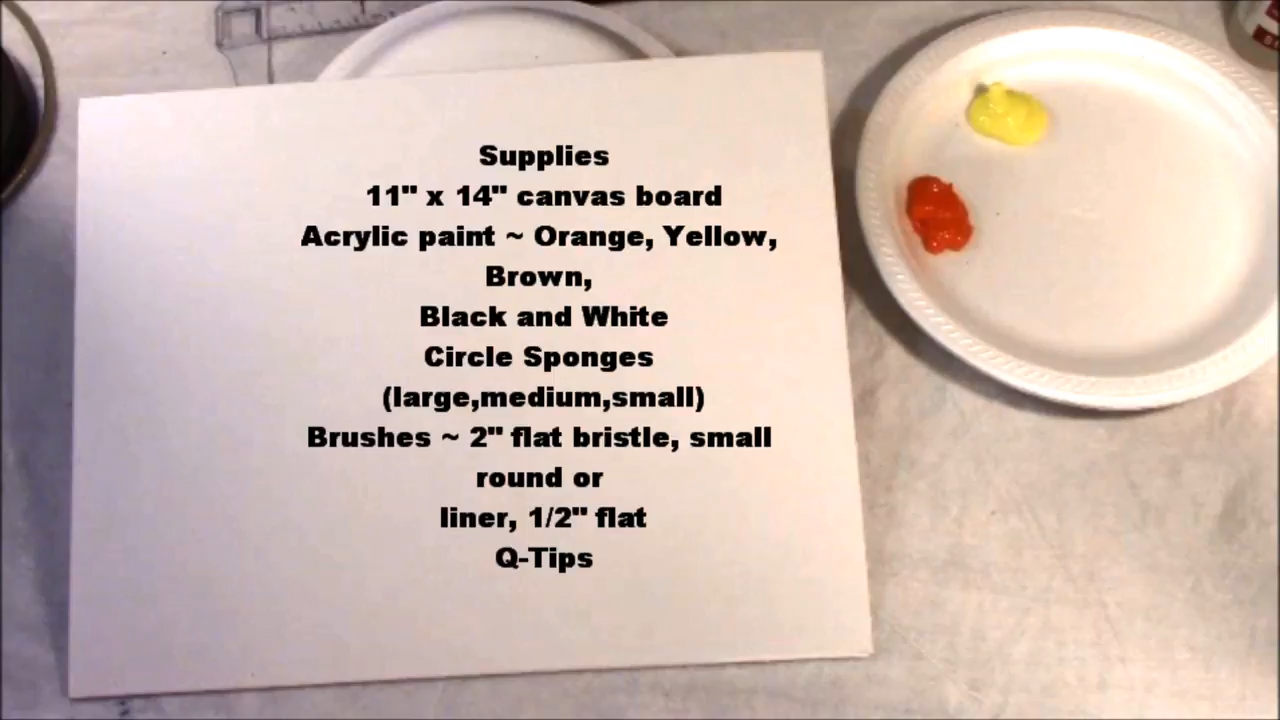 Supplies
11" x 14" canvas board
Acrylic paint ~ Orange, Yellow,
Brown,
Black and White
Circle Sponges
(large,medium,small)
Brushes ~ 2" flat bristle, small
round or
liner, 1/2" flat
Q-Tips